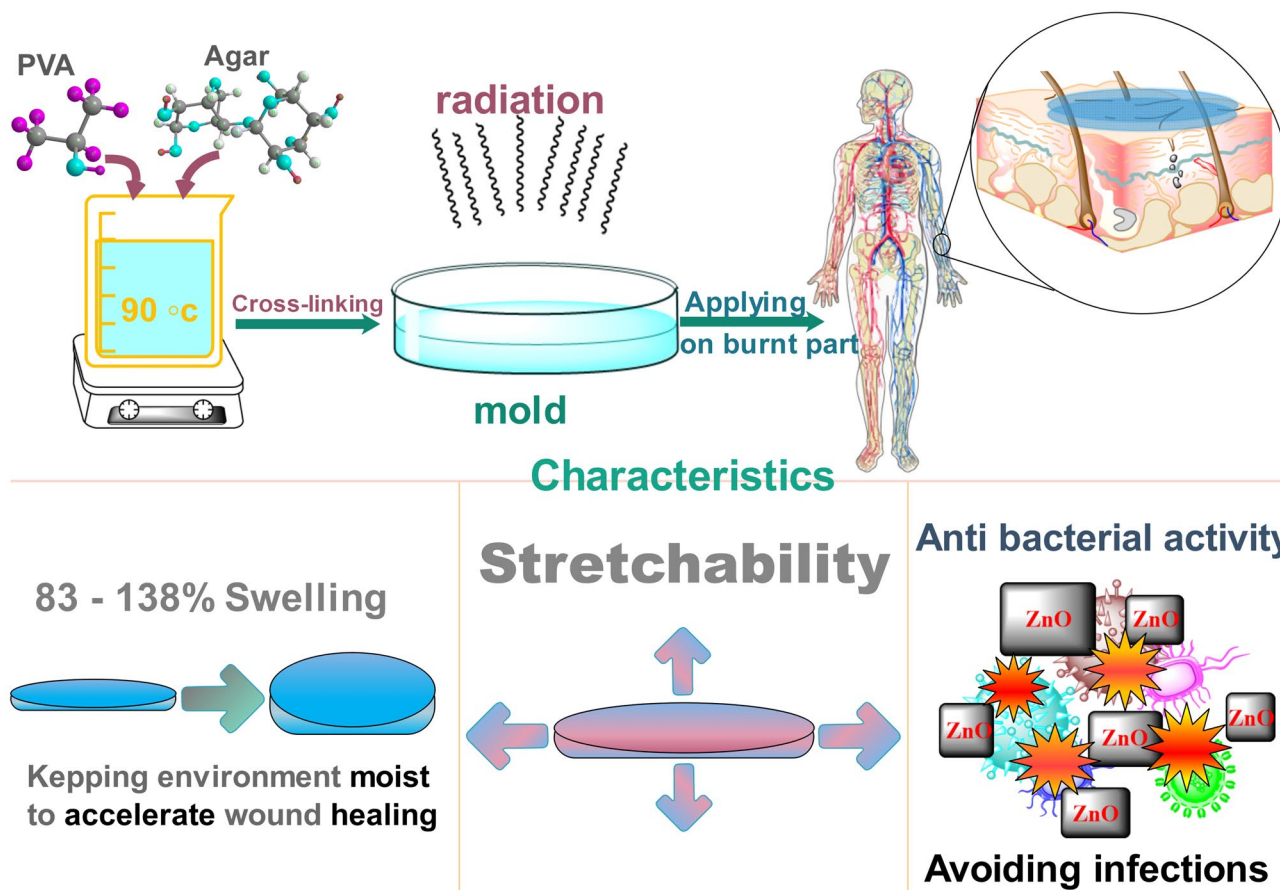 PVA
Agar
radiation
90 °c
Cross-linking
mold
Applying
on burnt part
Characteristics
83 - 138% Swelling
Kepping environment moist
to accelerate wound healing
Stretchability
Anti bacterial activity
ZnO
ZnO
ZnO
ZnO
ZnO
ZnO
Avoiding infections